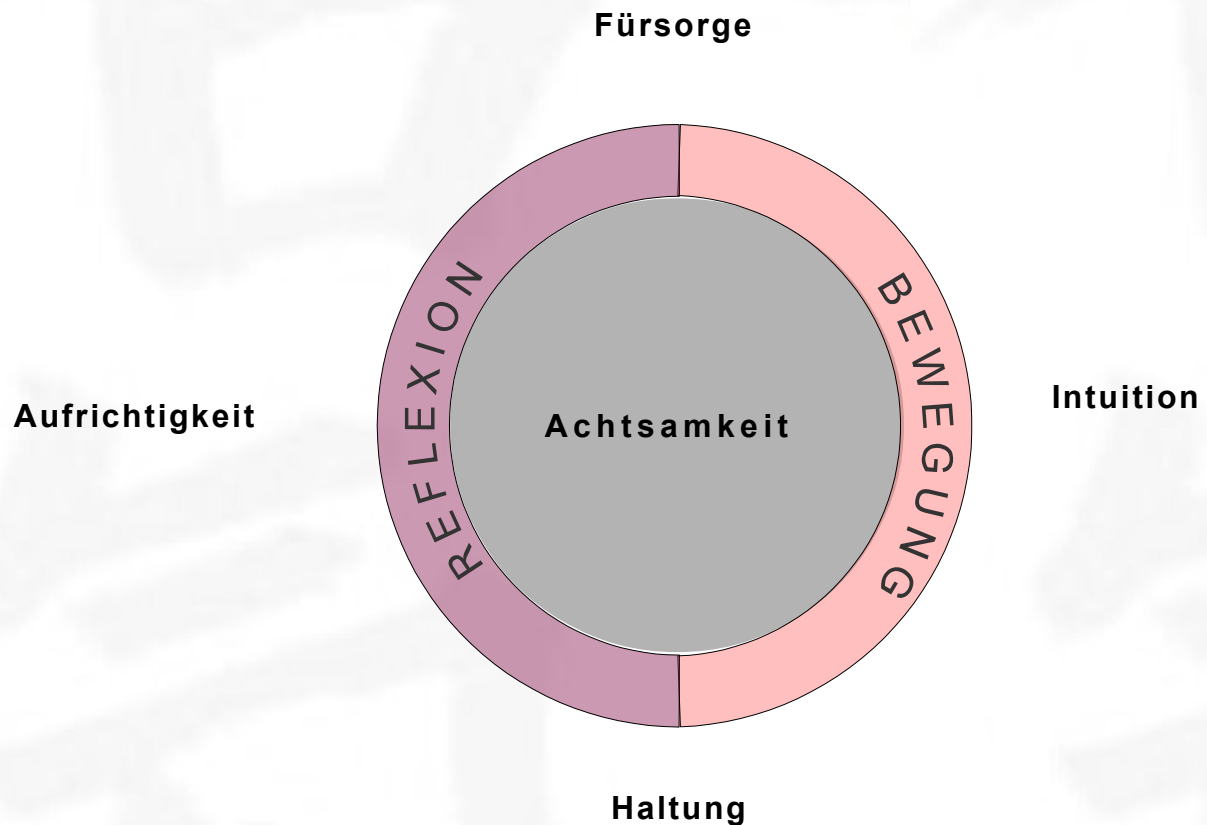 Fürsorge
REFLEXION
BEWEGUNG
Aufrichtigkeit
Achtsamkeit
Intuition
Haltung